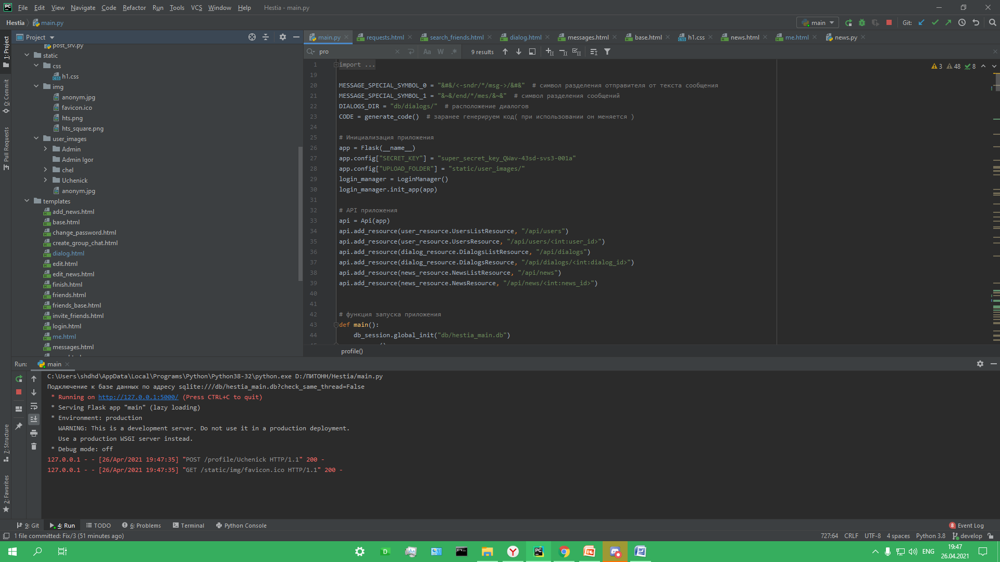 File Edit View Navigate Code Refactor Run Tools VCS Window Help Hestia - main.py
Hestia main.py
main Git:
Project
main.py requests.html search_friends.html dialog.html messages.html base.html h1.css news.html me.html news.py
pro Aa W .* 9 results
post_srv.py
static
css
h1.css
img
anonym.jpg
favicon.ico
hts.png
hts_square.png
user_images
Admin
Admin Igor
chel
Uchenick
anonym.jpg
templates
add_news.html
base.html
change_password.html
create_group_chat.html
dialog.html
edit.html
edit_news.html
finish.html
friends.html
friends_base.html
invite_friends.html
login.html
me.html
messages.html
1: Project
0: Commit
Pull Requests
7: Structure
2: Favorites
3 48 8
1 import ...
19
20 MESSAGE_SPECIAL_SYMBOL_0 = "&#&/<-sndr/*/msg->/&#&" # символ разделения отправителя от текста сообщения
21 MESSAGE_SPECIAL_SYMBOL_1 = "&~&/end/*/mes/&~&" # символ разделения сообщений
22 DIALOGS_DIR = "db/dialogs/" # расположение диалогов
23 CODE = generate_code() # заранее генерируем код( при использовании он меняется )
24
25 # Инициализация приложения
26 app = Flask(__name__)
27 app.config["SECRET_KEY"] = "super_secret_key_QWav-43sd-svs3-001a"
28 app.config["UPLOAD_FOLDER"] = "static/user_images/"
29 login_manager = LoginManager()
30 login_manager.init_app(app)
31
32 # API приложения
33 api = Api(app)
34 api.add_resource(user_resource.UsersListResource, "/api/users")
35 api.add_resource(user_resource.UsersResource, "/api/users/<int:user_id>")
36 api.add_resource(dialog_resource.DialogsListResource, "/api/dialogs")
37 api.add_resource(dialog_resource.DialogsResource, "/api/dialogs/<int:dialog_id>")
38 api.add_resource(news_resource.NewsListResource, "/api/news")
39 api.add_resource(news_resource.NewsResource, "/api/news/<int:news_id>")
40
41
42 # функция запуска приложения
43 def main():
44 db_session.global_init("db/hestia_main.db")
profile()
Run: main
C:\Users\shdhd\AppData\Local\Programs\Python\Python38-32\python.exe D:/ПИТОНН/Hestia/main.py
Подключение к базе данных по адресу sqlite:///db/hestia_main.db?check_same_thread=False
* Running on http://127.0.0.1:5000/ (Press CTRL+C to quit)
* Serving Flask app "main" (lazy loading)
* Environment: production
WARNING: This is a development server. Do not use it in a production deployment.
Use a production WSGI server instead.
* Debug mode: off
127.0.0.1 - - [26/Apr/2021 19:47:35] "POST /profile/Uchenick HTTP/1.1" 200 -
127.0.0.1 - - [26/Apr/2021 19:47:35] "GET /static/img/favicon.ico HTTP/1.1" 200 -
9: Git 4: Run TODO 6: Problems Terminal Python Console 8 Event Log
1 file committed: Fix/3 (51 minutes ago) 727:64 CRLF UTF-8 4 spaces Python 3.8 develop
ENG 19:47
26.04.2021